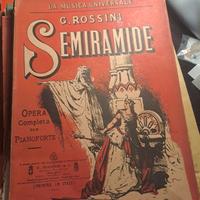 LA MUSICA UNIVERSALE
G. ROSSINI
SEMIRAMIDE
OPERA
Completa
PER
PIANOFORTE